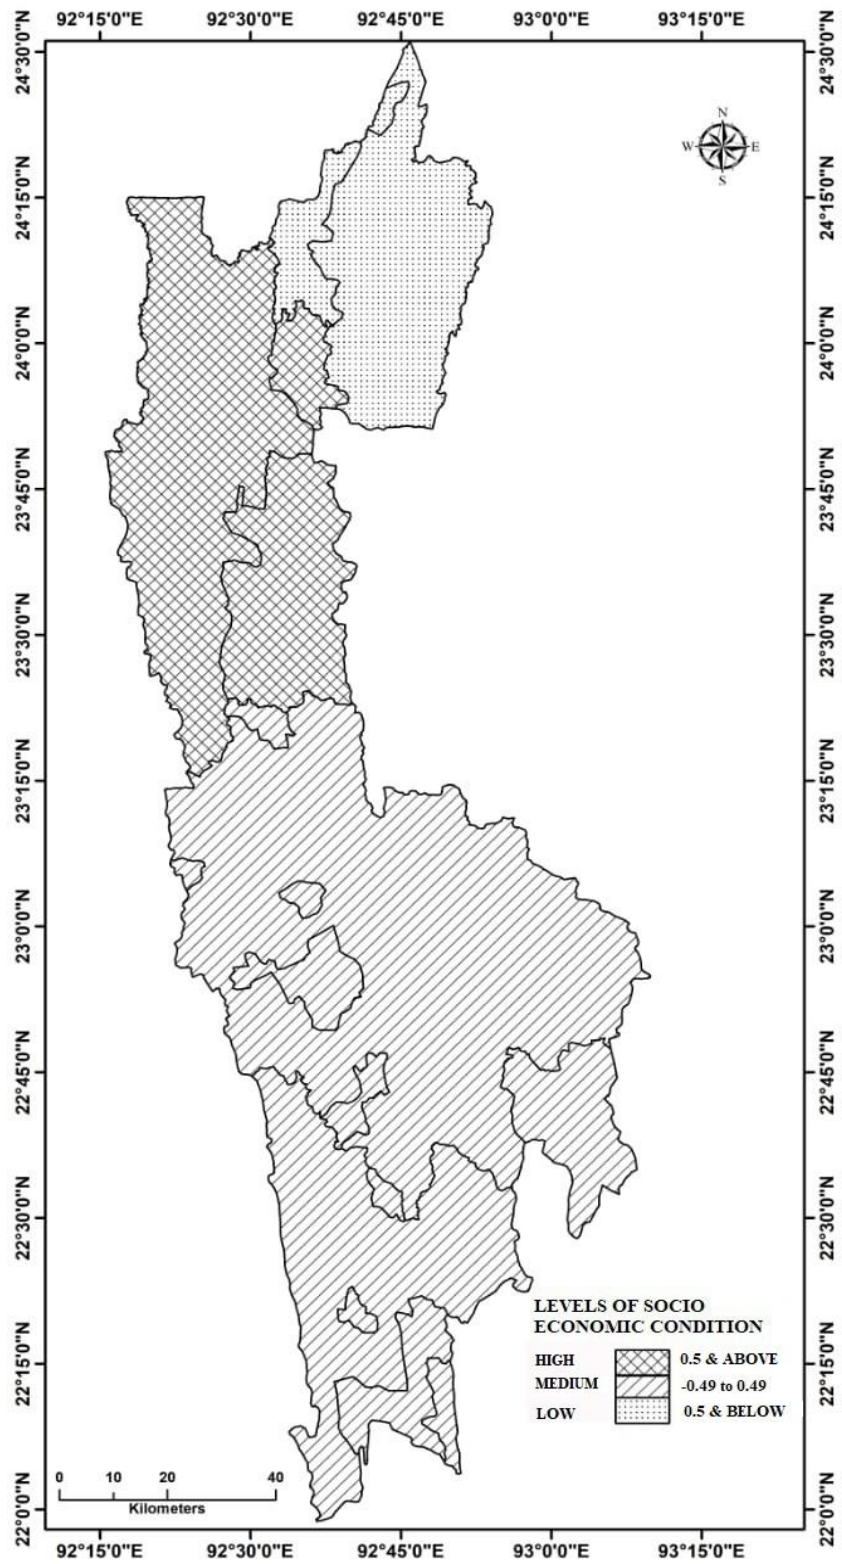 92°15'0"E 92°30'0"E 92°45'0"E 93°0'0"E 93°15'0"E
24°30'0"N 24°30'0"N
N
W E
S
24°15'0"N 24°15'0"N
24°0'0"N 24°0'0"N
23°45'0"N 23°45'0"N
23°30'0"N 23°30'0"N
23°15'0"N 23°15'0"N
23°0'0"N 23°0'0"N
22°45'0"N 22°45'0"N
22°30'0"N 22°30'0"N
LEVELS OF SOCIO
ECONOMIC CONDITION
HIGH 0.5 & ABOVE
22°15'0"N 22°15'0"N
MEDIUM -0.49 to 0.49
LOW 0.5 & BELOW
0 10 20 40
Kilometers
22°0'0"N 22°0'0"N
92°15'0"E 92°30'0"E 92°45'0"E 93°0'0"E 93°15'0"E